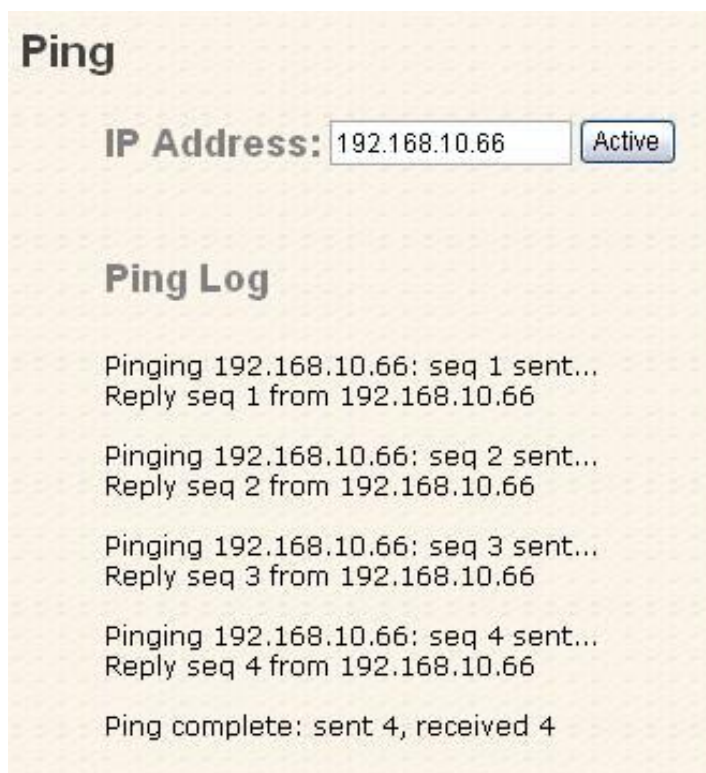 Ping
IP Address: 192.168.10.66 Active
Ping Log
Pinging 192.168.10.66: seq 1 sent...
Reply seq 1 from 192.168.10.66
Pinging 192.168.10.66: seq 2 sent...
Reply seq 2 from 192.168.10.66
Pinging 192.168.10.66: seq 3 sent...
Reply seq 3 from 192.168.10.66
Pinging 192.168.10.66: seq 4 sent...
Reply seq 4 from 192.168.10.66
Ping complete: sent 4, received 4